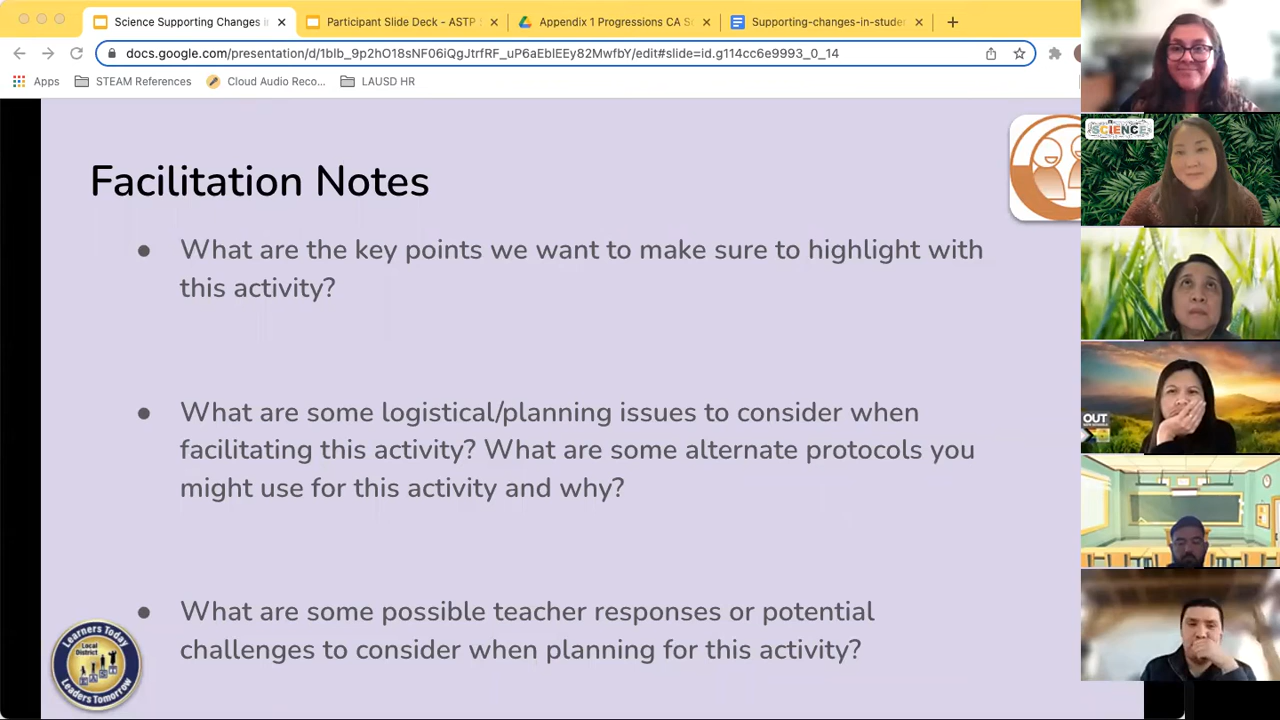 Science Supporting Changes i
Participant Slide Deck - ASTP S
Appendix 1 Progressions CA Sc
Supporting-changes-in-studer
docs.google.com/presentation/d/1blb_9p2hO18sNF06iQgJtrfRF_uP6aEblEEy82MwfbY/edit#slide=id.g114cc6e9993_0_14
Apps
STEAM References
Cloud Audio Reco...
LAUSD HR
Facilitation Notes
● What are the key points we want to make sure to highlight with
this activity?
● What are some logistical/planning issues to consider when
facilitating this activity? What are some alternate protocols you
might use for this activity and why?
● What are some possible teacher responses or potential
challenges to consider when planning for this activity?
Learners Today
Local
District
Leaders Tomorrow
SCIENCE
OUT